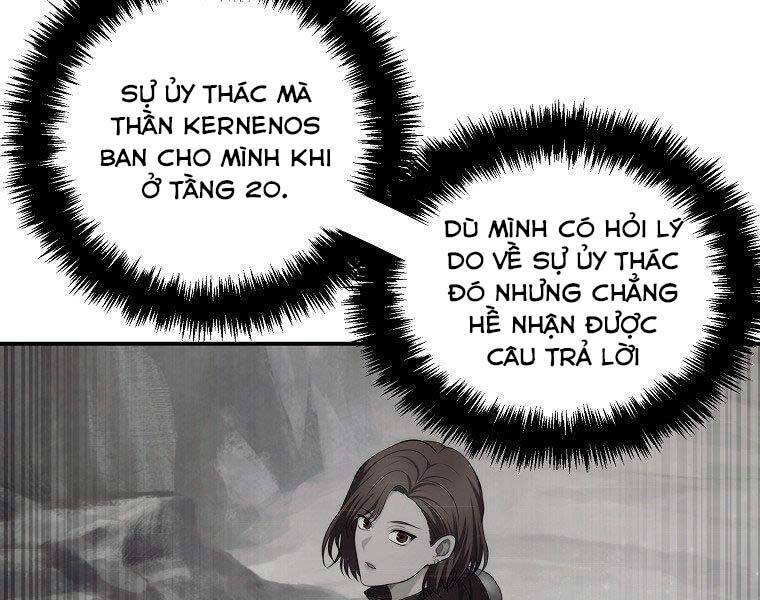 SỰ ỦY THÁC MÀ
THẦN KERNENOS
BAN CHO MÌNH KHI
Ở TẦNG 20.
DÙ MÌNH CÓ HỎI LÝ
DO VỀ SỰ ỦY THÁC
ĐÓ NHƯNG CHẲNG
HỀ NHẬN ĐƯỢC
CÂU TRẢ LỜI